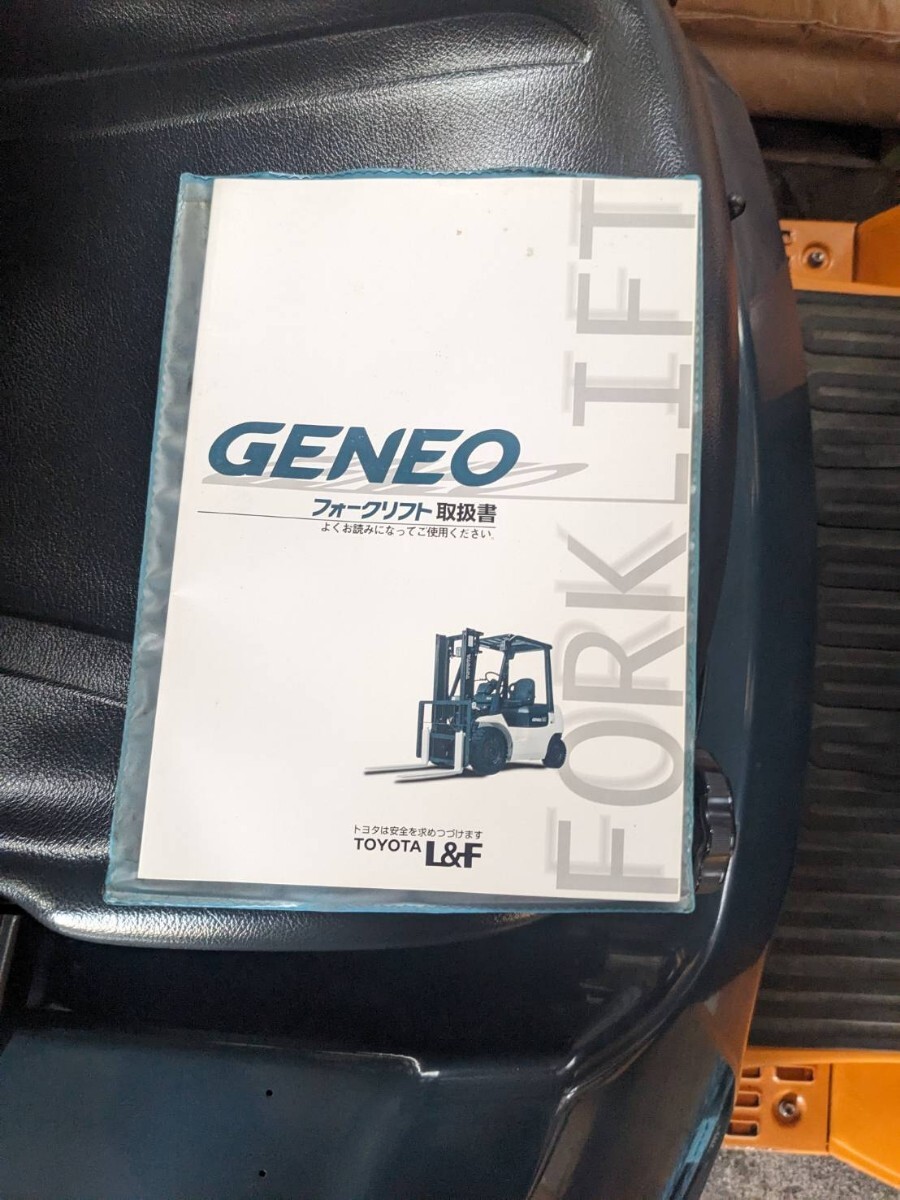 FORK LIFT
GENEO
フォークリフト 取扱書
よくお読みになってご使用ください。
トヨタは安全を求めつづけます
TOYOTA L&F